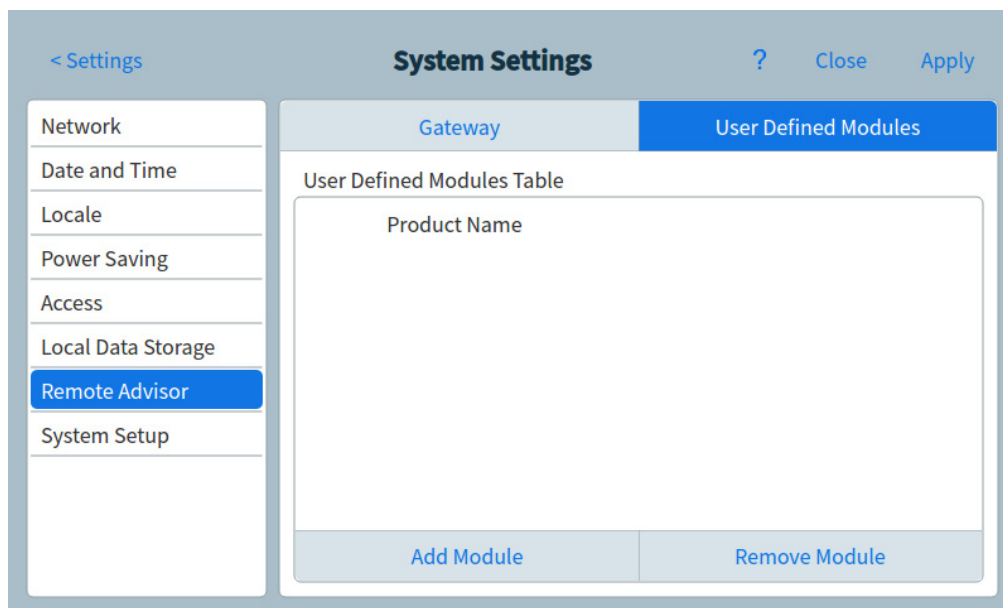 < Settings
System Settings
?
Close
Apply
Network
Date and Time
Locale
Power Saving
Access
Local Data Storage
Remote Advisor
System Setup
Gateway
User Defined Modules
User Defined Modules Table
Product Name
Add Module
Remove Module